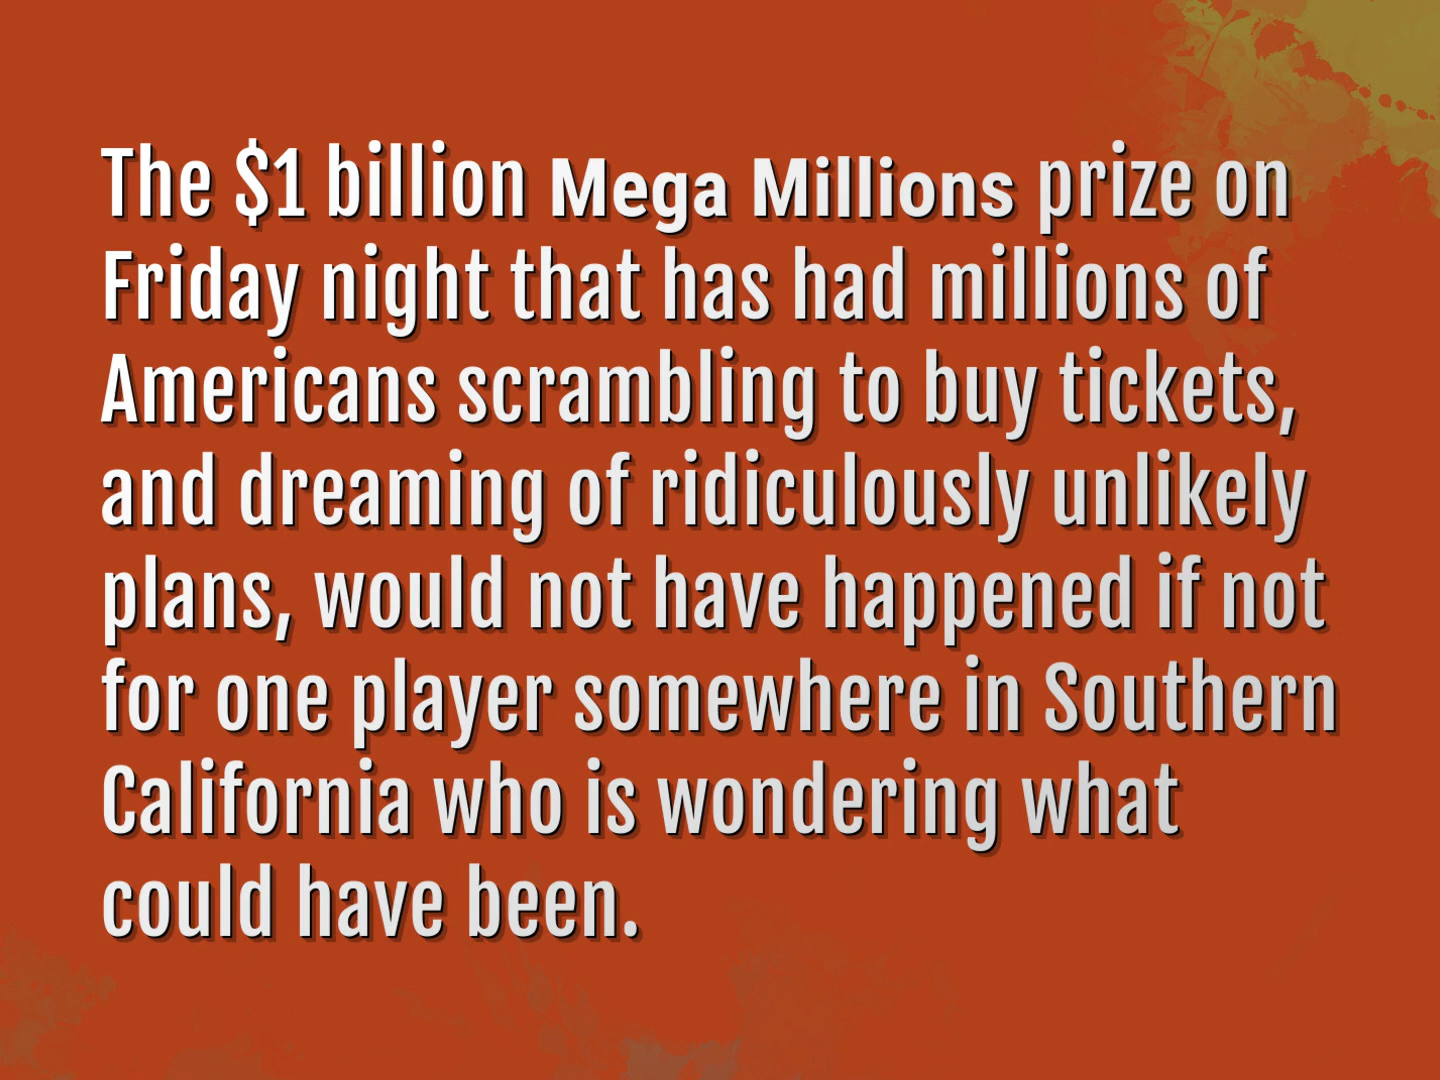 The $1 billion Mega Millions prize on
Friday night that has had millions of
Americans scrambling to buy tickets,
and dreaming of ridiculously unlikely
plans, would not have happened if not
for one player somewhere in Southern
California who is wondering what
could have been.